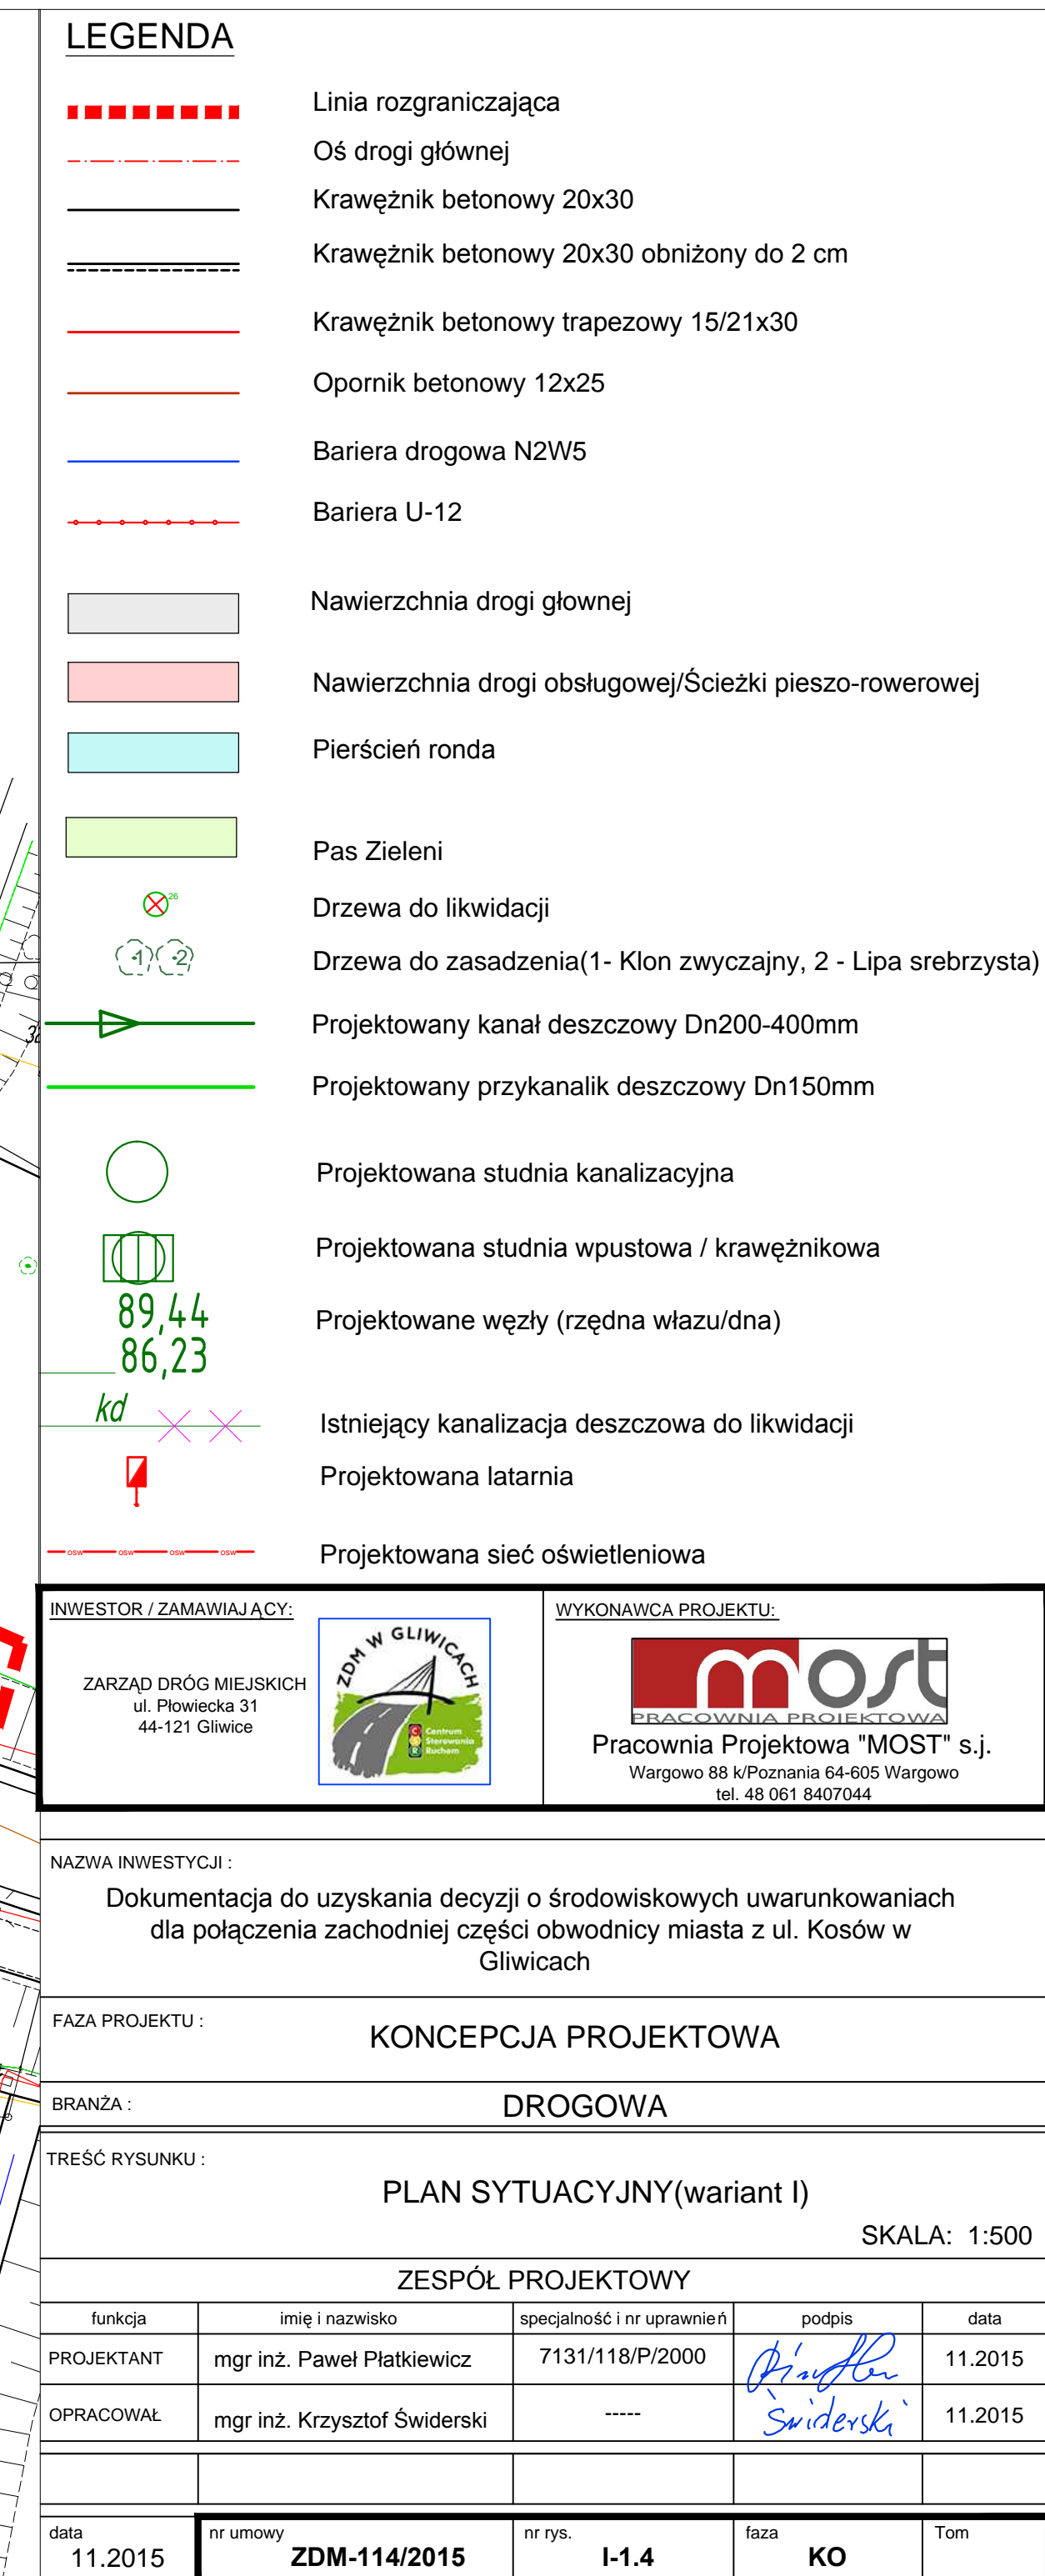 LEGENDA
Linia rozgraniczająca
Oś drogi głównej
Krawężnik betonowy 20x30
Krawężnik betonowy 20x30 obniżony do 2 cm
Krawężnik betonowy trapezowy 15/21x30
Opornik betonowy 12x25
Bariera drogowa N2W5
Bariera U-12
Nawierzchnia drogi głownej
Nawierzchnia drogi obsługowej/Ścieżki pieszo-rowerowej
Pierścień ronda
Pas Zieleni
26
Drzewa do likwidacji
1 2
Drzewa do zasadzenia(1- Klon zwyczajny, 2 - Lipa srebrzysta)
32
Projektowany kanał deszczowy Dn200-400mm
Projektowany przykanalik deszczowy Dn150mm
Projektowana studnia kanalizacyjna
Projektowana studnia wpustowa / krawężnikowa
89,44
86,23
Projektowane węzły (rzędna włazu/dna)
kd
Istniejący kanalizacja deszczowa do likwidacji
Projektowana latarnia
osw osw osw osw
Projektowana sieć oświetleniowa
INWESTOR / ZAMAWIAJĄCY:
ZARZĄD DRÓG MIEJSKICH
ul. Płowiecka 31
44-121 Gliwice
ZDM W GLIWICACH
CSR
Centrum
Sterowania
Ruchem
WYKONAWCA PROJEKTU:
most
PRACOWNIA PROJEKTOWA
Pracownia Projektowa "MOST" s.j.
Wargowo 88 k/Poznania 64-605 Wargowo
tel. 48 061 8407044
NAZWA INWESTYCJI :
Dokumentacja do uzyskania decyzji o środowiskowych uwarunkowaniach
dla połączenia zachodniej części obwodnicy miasta z ul. Kosów w
Gliwicach
FAZA PROJEKTU :
KONCEPCJA PROJEKTOWA
BRANŻA :
DROGOWA
TREŚĆ RYSUNKU :
PLAN SYTUACYJNY(wariant I)
SKALA: 1:500
ZESPÓŁ PROJEKTOWY
funkcja imię i nazwisko specjalność i nr uprawnień podpis data
PROJEKTANT mgr inż. Paweł Płatkiewicz 7131/118/P/2000 11.2015
OPRACOWAŁ mgr inż. Krzysztof Świderski ----- Świderski 11.2015
data nr umowy nr rys. faza Tom
11.2015 ZDM-114/2015 I-1.4 KO